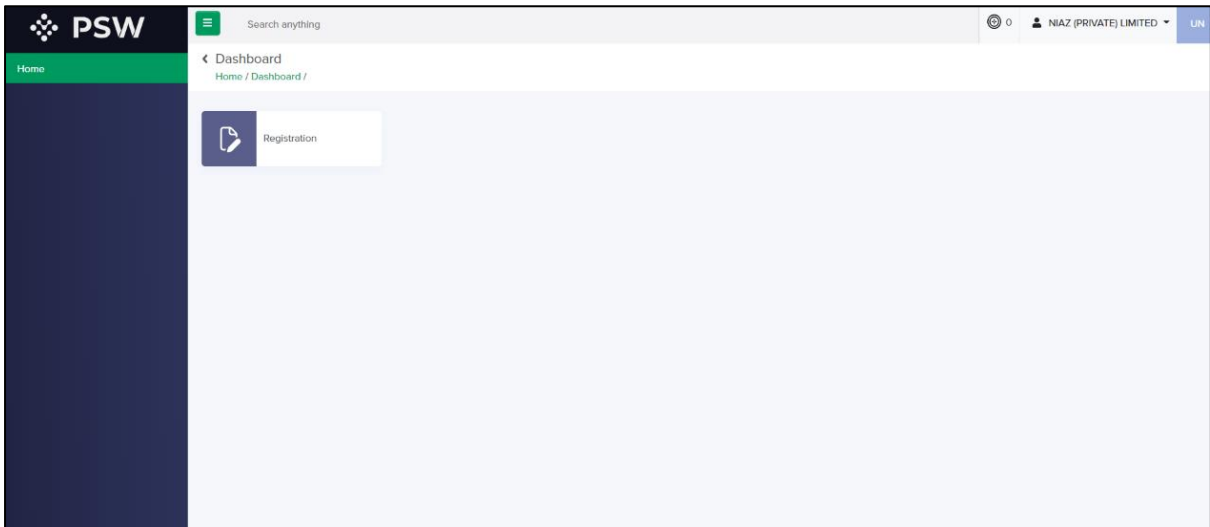 PSW
Search anything
0
NIAZ (PRIVATE) LIMITED
UN
Home
Dashboard
Home / Dashboard /
Registration